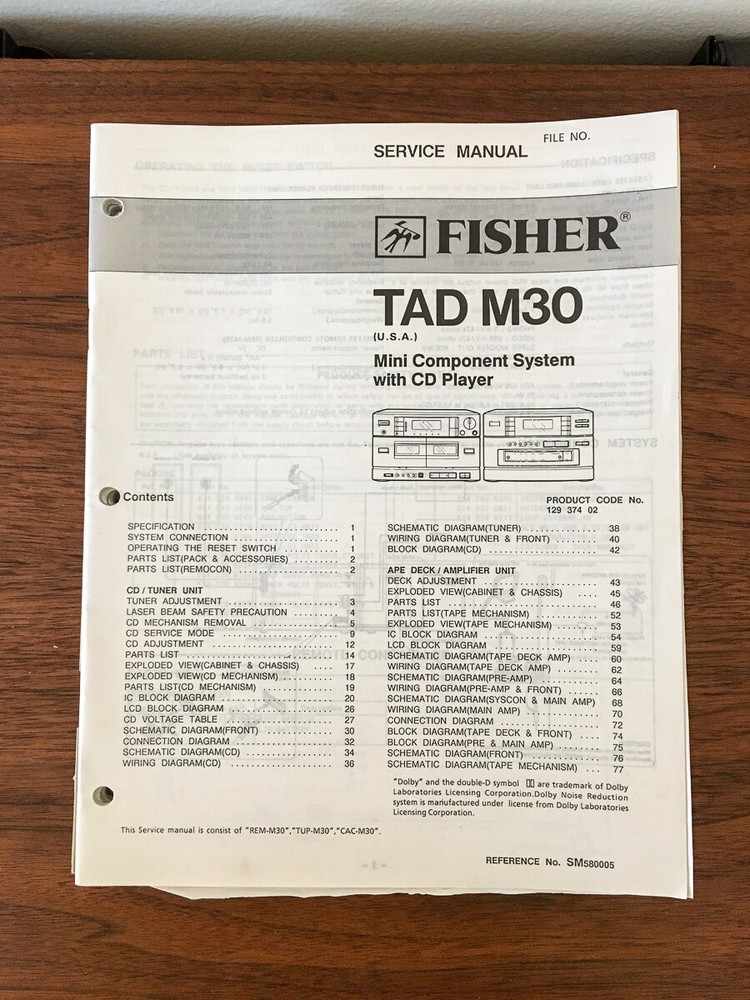 FILE NO.
SERVICE MANUAL
FISHER®
TAD M30
(U.S.A.)
Mini Component System
with CD Player
Contents
PRODUCT CODE No.
129 374 02
SPECIFICATION ........................ 1
SYSTEM CONNECTION ................... 1
OPERATING THE RESET SWITCH ........... 1
PARTS LIST(PACK & ACCESSORIES) ........ 2
PARTS LIST(REMOCON) ................... 2
CD / TUNER UNIT
TUNER ADJUSTMENT ..................... 3
LASER BEAM SAFETY PRECAUTION ........ 4
CD MECHANISM REMOVAL ................ 5
CD SERVICE MODE ...................... 9
CD ADJUSTMENT ........................ 12
PARTS LIST ............................ 14
EXPLODED VIEW(CABINET & CHASSIS) ....... 17
EXPLODED VIEW(CD MECHANISM) .......... 18
PARTS LIST(CD MECHANISM) .............. 19
IC BLOCK DIAGRAM ..................... 20
LCD BLOCK DIAGRAM ................... 26
CD VOLTAGE TABLE ..................... 27
SCHEMATIC DIAGRAM(FRONT) ............. 30
CONNECTION DIAGRAM .................. 32
SCHEMATIC DIAGRAM(CD) ................ 34
WIRING DIAGRAM(CD) ................... 36
SCHEMATIC DIAGRAM(TUNER) ............. 38
WIRING DIAGRAM(TUNER & FRONT) ........ 40
BLOCK DIAGRAM(CD) .................... 42
APE DECK / AMPLIFIER UNIT
DECK ADJUSTMENT ..................... 43
EXPLODED VIEW(CABINET & CHASSIS) .... 45
PARTS LIST ............................ 46
PARTS LIST(TAPE MECHANISM) ........... 52
EXPLODED VIEW(TAPE MECHANISM) ....... 53
IC BLOCK DIAGRAM ..................... 54
LCD BLOCK DIAGRAM ................... 59
SCHEMATIC DIAGRAM(TAPE DECK AMP) .... 60
WIRING DIAGRAM(TAPE DECK AMP) ....... 62
SCHEMATIC DIAGRAM(PRE-AMP) .......... 64
WIRING DIAGRAM(PRE-AMP & FRONT) ..... 66
SCHEMATIC DIAGRAM(SYSCON & MAIN AMP) 68
WIRING DIAGRAM(MAIN AMP) ............ 70
CONNECTION DIAGRAM .................. 72
BLOCK DIAGRAM(TAPE DECK & FRONT) .... 74
BLOCK DIAGRAM(PRE & MAIN AMP) ....... 75
SCHEMATIC DIAGRAM(FRONT) ............ 76
SCHEMATIC DIAGRAM(TAPE MECHANISM) ... 77
"Dolby" and the double-D symbol are trademark of Dolby
Laboratories Licensing Corporation.Dolby Noise Reduction
system is manufactured under license from Dolby Laboratories
Licensing Corporation.
This Service manual is consist of "REM-M30","TUP-M30","CAC-M30".
REFERENCE No. SM580005